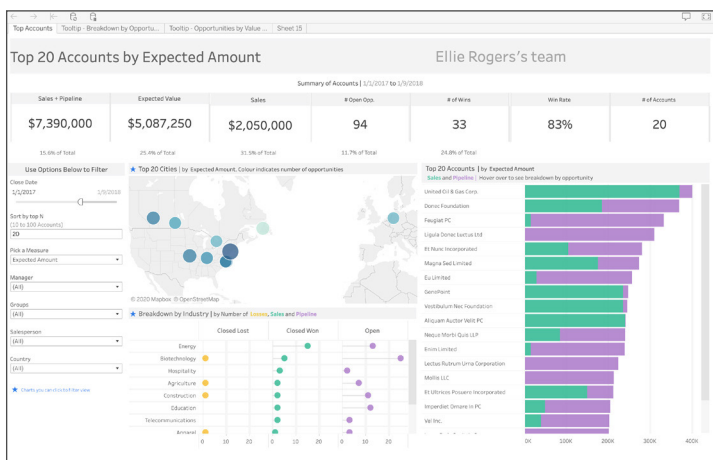 Top Accounts
Tooltip - Breakdown by Opportu...
Tooltip - Opportunities by Value ...
Sheet 15
Top 20 Accounts by Expected Amount
Ellie Rogers's team
Summary of Accounts | 1/1/2017 to 1/9/2018
Sales + Pipeline
Expected Value
Sales
# Open Opp.
# of Wins
Win Rate
# of Accounts
$7,390,000
$5,087,250
$2,050,000
94
33
83%
20
15.6% of Total
25.4% of Total
31.9% of Total
11.7% of Total
24.8% of Total
Use Options Below to Filter
Close Date
1/1/2017
1/9/2018
Sort by top N
[10 to 100 Accounts]
20
Pick a Measure
Expected Amount
Manager
(All)
Groups
(All)
Salesperson
(All)
Country
(All)
Charts you can click to filter view
Top 20 Cities | by Expected Amount. Colour indicates number of opportunities
© 2020 Mapbox © OpenStreetMap
Breakdown by Industry | by Number of Losses, Sales and Pipeline
Closed Lost
Closed Won
Open
Energy
Biotechnology
Hospitality
Agriculture
Construction
Education
Telecommunications
Apparel
0 10 20
0 10 20
0 10 20
Top 20 Accounts | by Expected Amount
Sales and Pipeline | Hover over to see breakdown by opportunity
United Oil & Gas Corp.
Donec Foundation
Feugiat PC
Ligula Donec Luctus Ltd
Et Nunc Incorporated
Magna Sed Limited
Eu Limited
GenePoint
Vestibulum Nec Foundation
Aliquam Auctor Velit PC
Neque Morbi Quis LLP
Enim Limited
Lectus Rutrum Urna Corporation
Mollis LLC
Et Ultrices Posuere Incorporated
Imperdiet Ornare in PC
Vel Inc.
0K 100K 200K 300K 400K